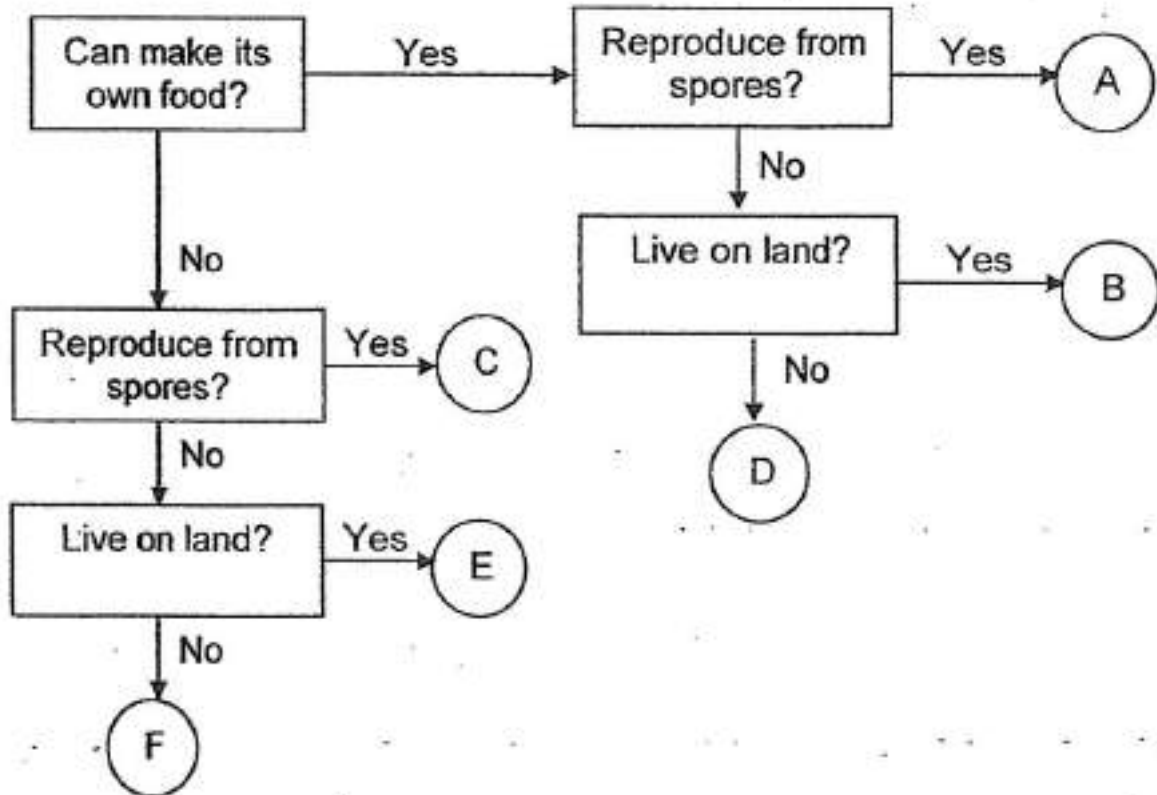 Can make its
own food?
Yes
Reproduce from
spores?
Yes
A
No
Live on land?
Yes
B
No
D
No
Reproduce from
spores?
Yes
C
No
Live on land?
Yes
E
No
F